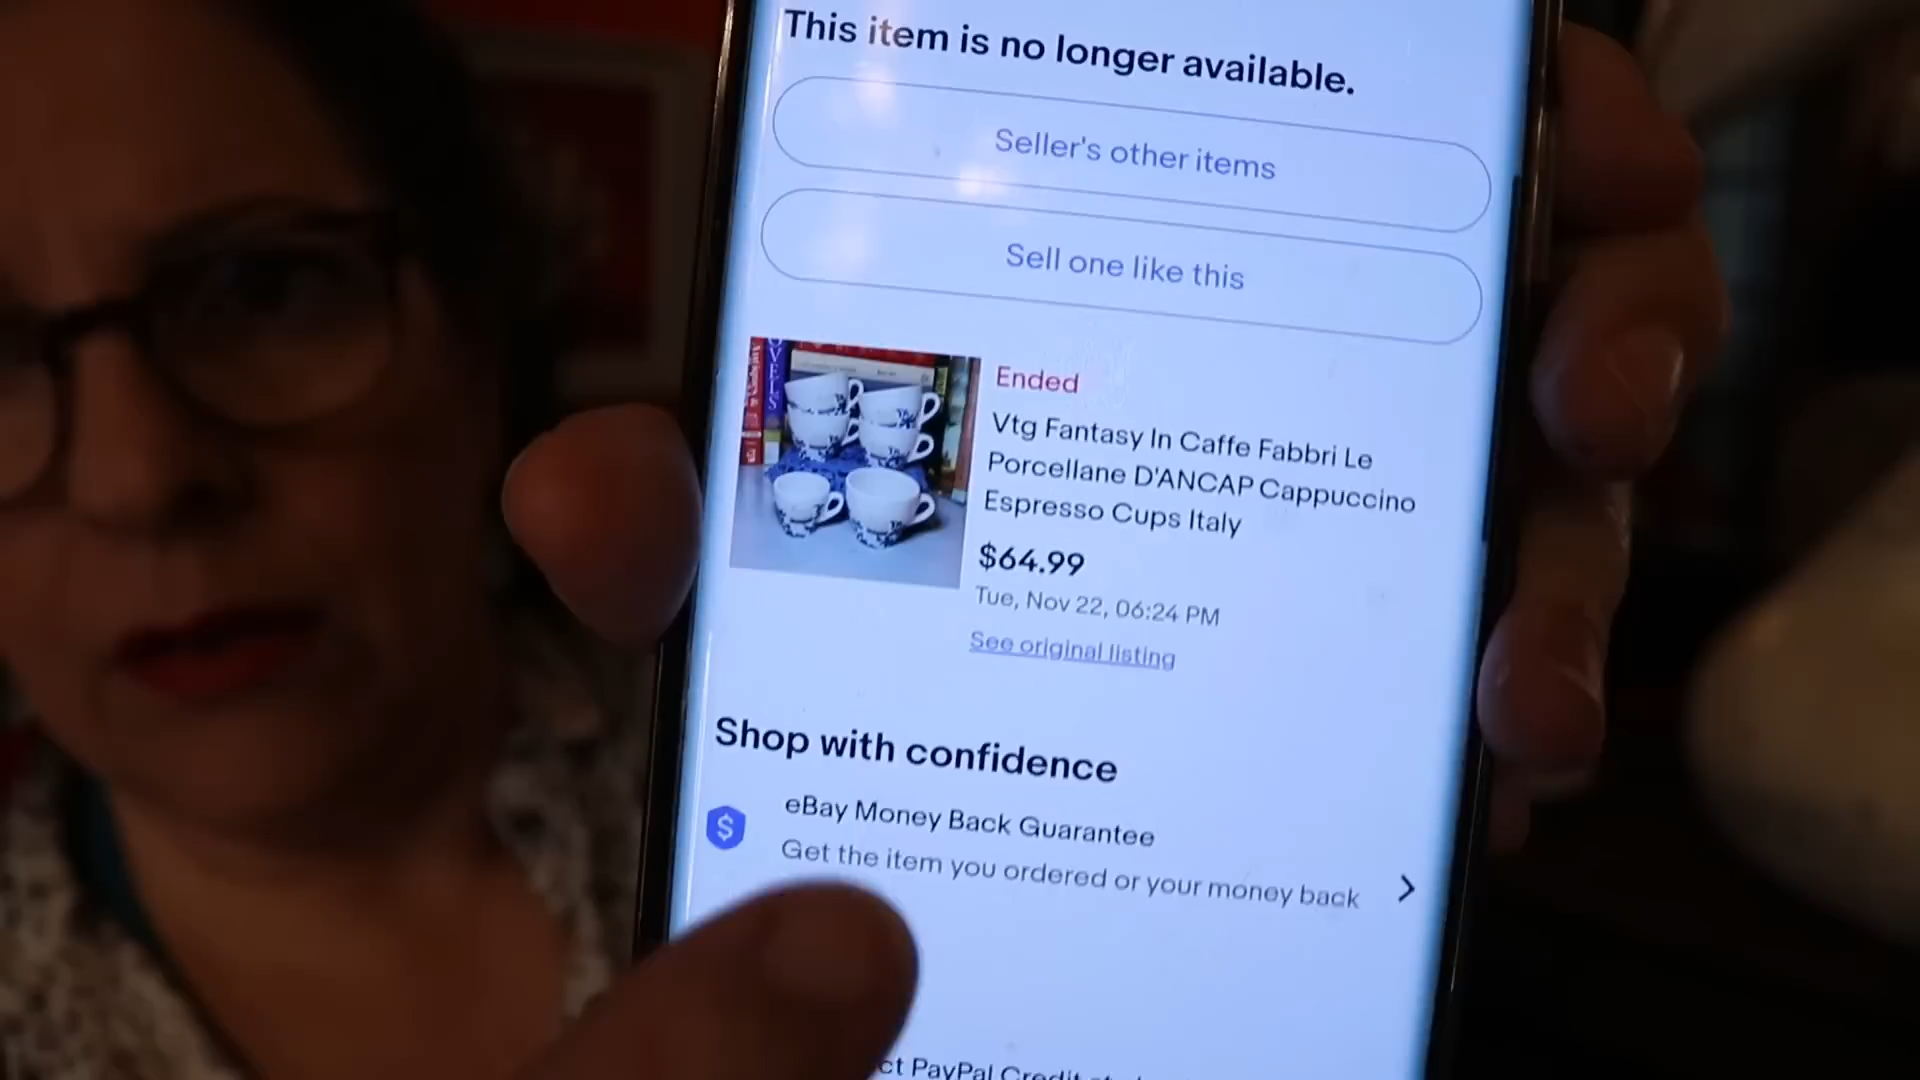 This item is no longer available.
Seller's other items
Sell one like this
Ended
Vtg Fantasy In Caffe Fabbri Le
Porcellane D'ANCAP Cappuccino
Espresso Cups Italy
$64.99
Tue, Nov 22, 06:24 PM
See original listing
Shop with confidence
$
eBay Money Back Guarantee
Get the item you ordered or your money back
PayPal Credit